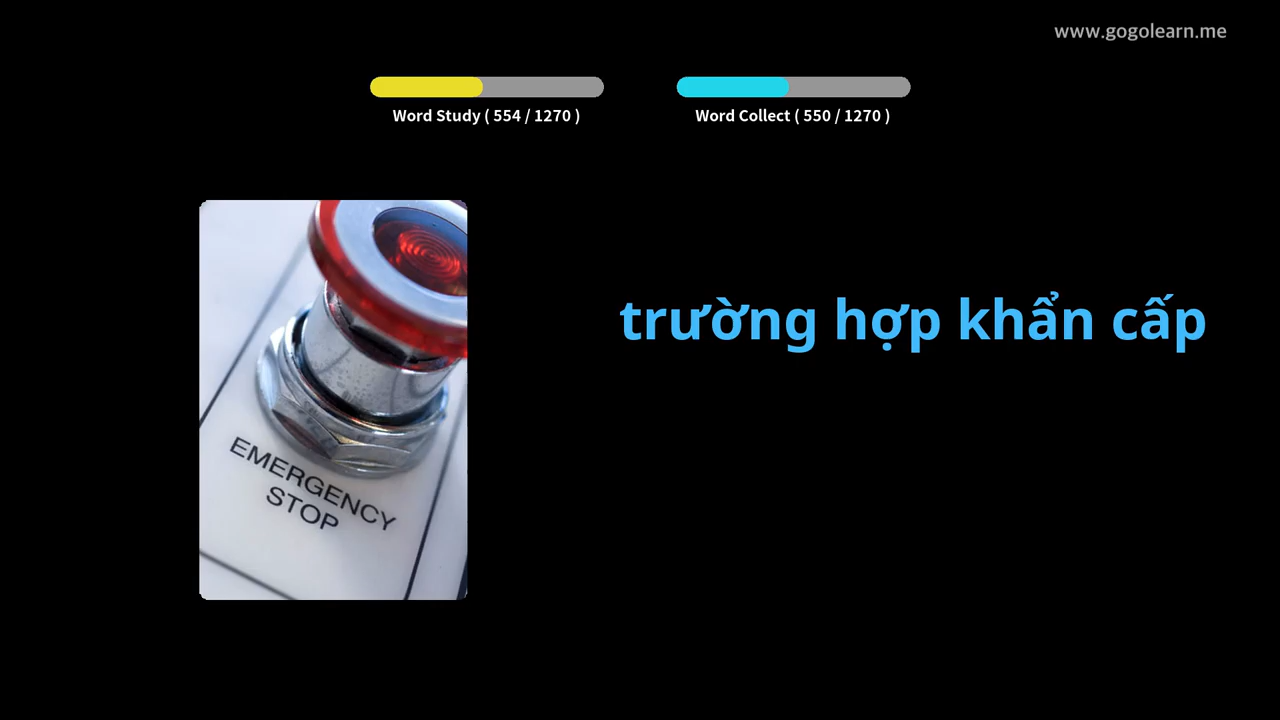 www.gogolearn.me
Word Study ( 554 / 1270 )
Word Collect ( 550 / 1270 )
trường hợp khẩn cấp
EMERGENCY
STOP